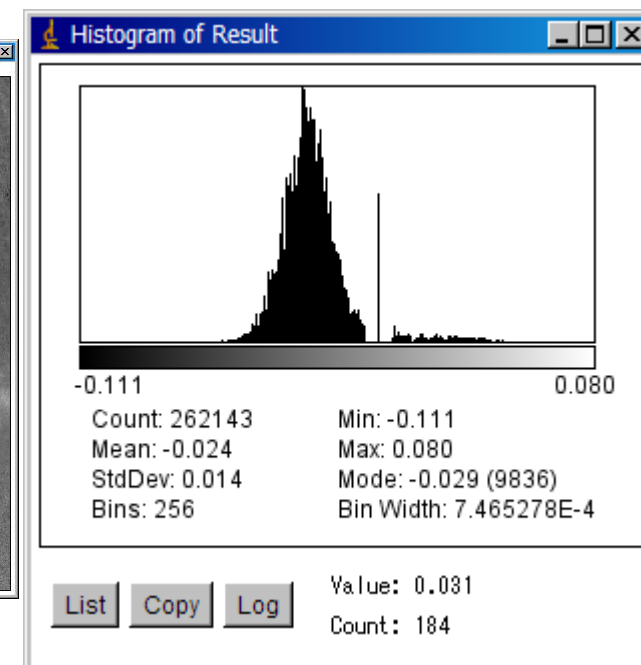 Histogram of Result
-0.111 0.080
Count: 262143 Min: -0.111
Mean: -0.024 Max: 0.080
StdDev: 0.014 Mode: -0.029 (9836)
Bins: 256 Bin Width: 7.465278E-4
List Copy Log Value: 0.031
Count: 184